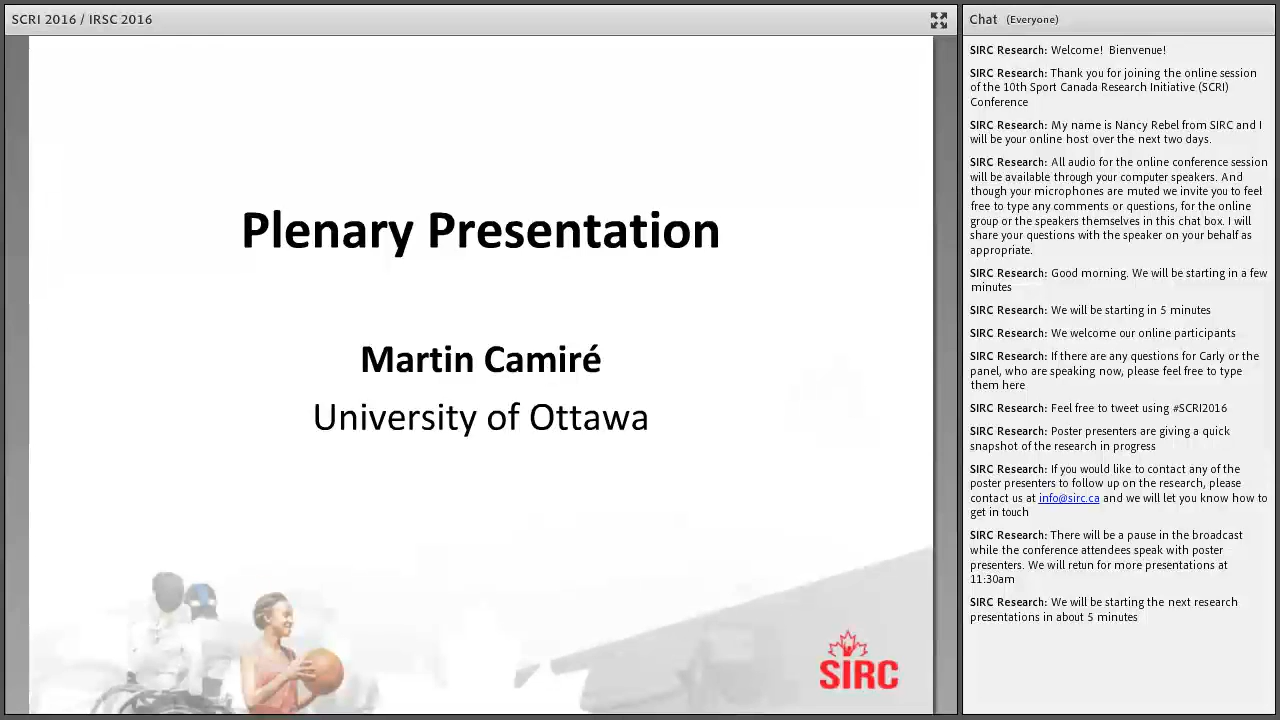 SCRI 2016 / IRSC 2016
Plenary Presentation
Martin Camiré
University of Ottawa
SIRC
Chat (Everyone)
SIRC Research: Welcome! Bienvenue!
SIRC Research: Thank you for joining the online session
of the 10th Sport Canada Research Initiative (SCRI)
Conference
SIRC Research: My name is Nancy Rebel from SIRC and I
will be your online host over the next two days.
SIRC Research: All audio for the online conference session
will be available through your computer speakers. And
though your microphones are muted we invite you to feel
free to type any comments or questions, for the online
group or the speakers themselves in this chat box. I will
share your questions with the speaker on your behalf as
appropriate.
SIRC Research: Good morning. We will be starting in a few
minutes
SIRC Research: We will be starting in 5 minutes
SIRC Research: We welcome our online participants
SIRC Research: If there are any questions for Carly or the
panel, who are speaking now, please feel free to type
them here
SIRC Research: Feel free to tweet using #SCRI2016
SIRC Research: Poster presenters are giving a quick
snapshot of the research in progress
SIRC Research: If you would like to contact any of the
poster presenters to follow up on the research, please
contact us at info@sirc.ca and we will let you know how to
get in touch
SIRC Research: There will be a pause in the broadcast
while the conference attendees speak with poster
presenters. We will retun for more presentations at
11:30am
SIRC Research: We will be starting the next research
presentations in about 5 minutes